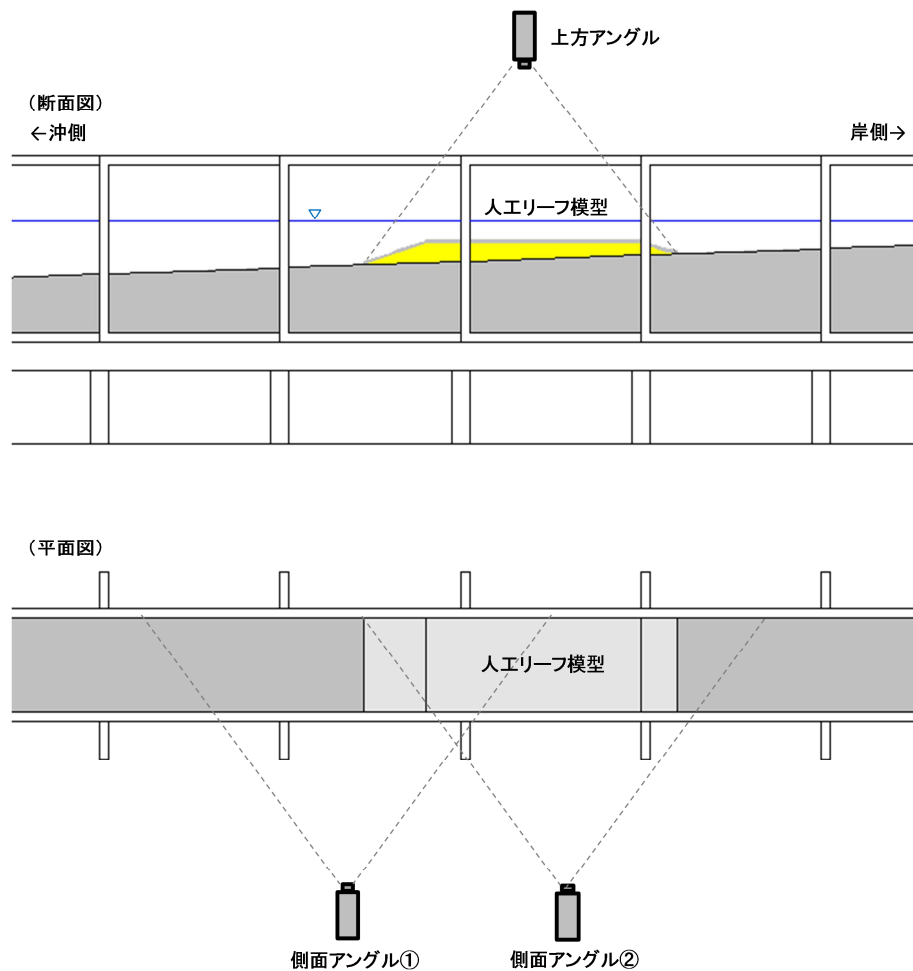 上方アングル
（断面図）
←沖側
岸側→
人工リーフ模型
（平面図）
人工リーフ模型
側面アングル①
側面アングル②